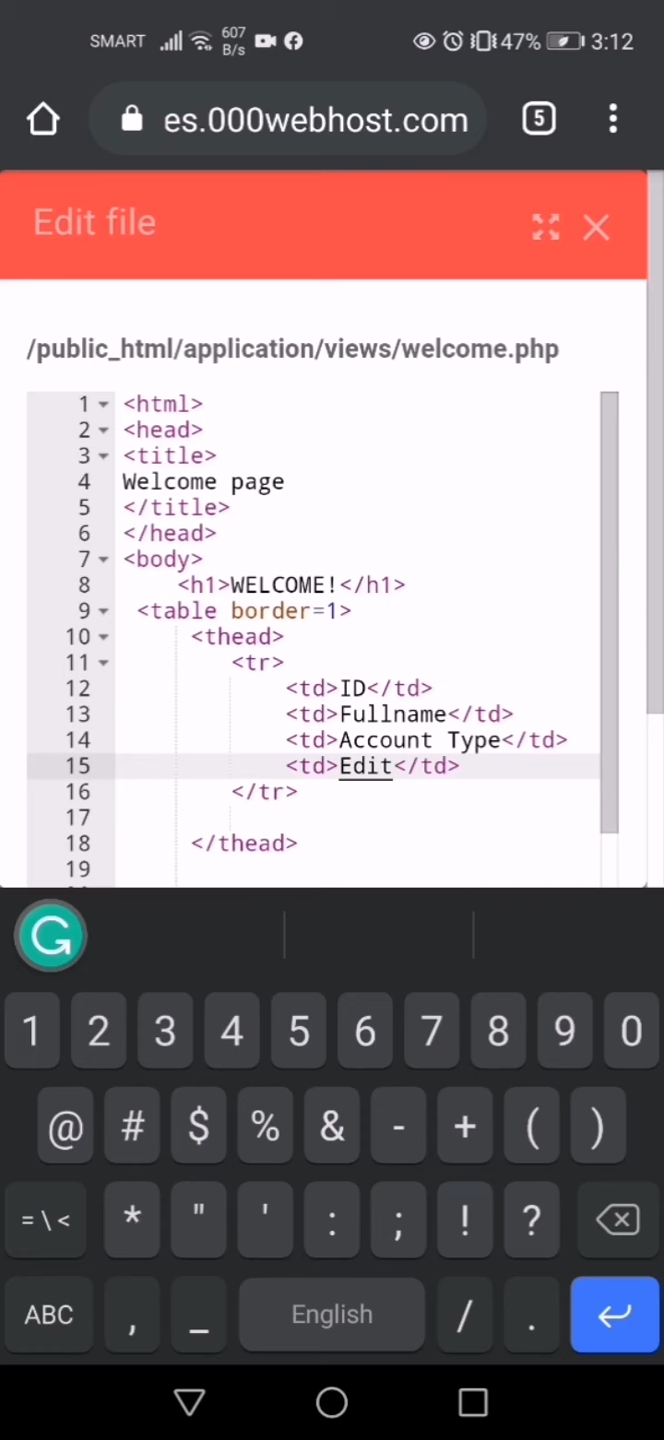 SMART 607 B/s 47% 3:12
es.000webhost.com 5
Edit file
/public_html/application/views/welcome.php
1 <html>
2 <head>
3 <title>
4 Welcome page
5 </title>
6 </head>
7 <body>
8 <h1>WELCOME!</h1>
9 <table border=1>
10 <thead>
11 <tr>
12 <td>ID</td>
13 <td>Fullname</td>
14 <td>Account Type</td>
15 <td>Edit</td>
16 </tr>
17
18 </thead>
19
G
1 2 3 4 5 6 7 8 9 0
@ # $ % & - + ( )
= \ < * " ' : ; ! ?
ABC , _ English / .